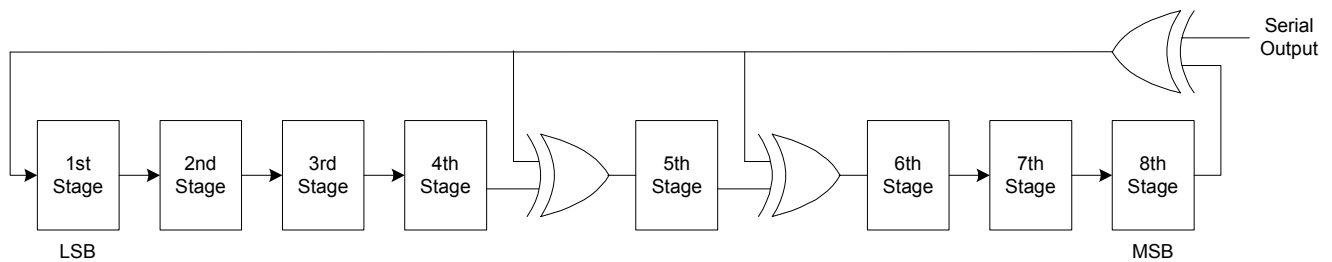 Serial
Output
1st
Stage
2nd
Stage
3rd
Stage
4th
Stage
5th
Stage
6th
Stage
7th
Stage
8th
Stage
LSB
MSB